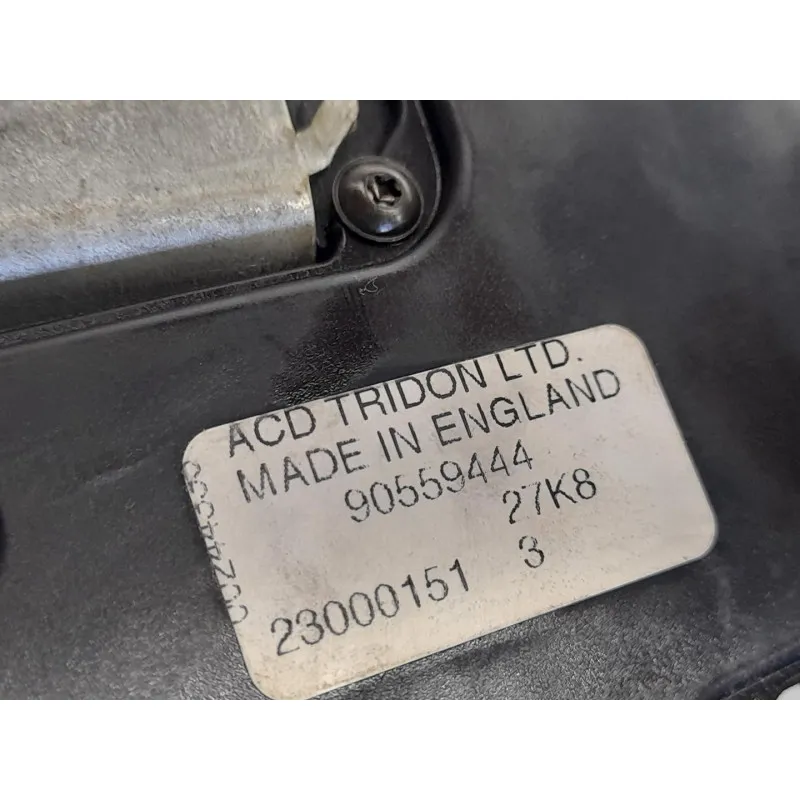 ACD TRIDON LTD.
MADE IN ENGLAND
90559444
27K8
23000151 3